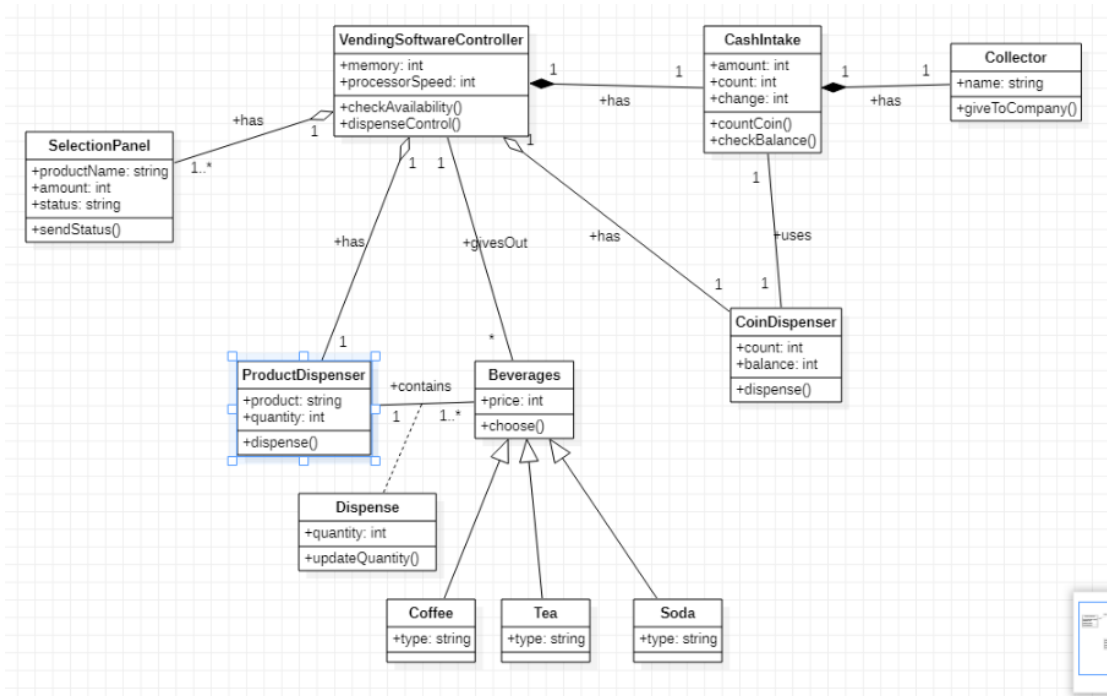 VendingSoftwareController
+memory: int
+processorSpeed: int
+checkAvailability()
+dispenseControl()
CashIntake
+amount: int
+count: int
+change: int
+countCoin()
+checkBalance()
Collector
+name: string
+giveToCompany()
1
1
+has
1
1
+has
SelectionPanel
+productName: string
+amount: int
+status: string
+sendStatus()
+has
1
1..*
1
1
1
+has
1
+givesOut
*
+has
1
1
+uses
1
CoinDispenser
+count: int
+balance: int
+dispense()
ProductDispenser
+product: string
+quantity: int
+dispense()
+contains
1
1..*
Beverages
+price: int
+choose()
Dispense
+quantity: int
+updateQuantity()
Coffee
+type: string
Tea
+type: string
Soda
+type: string